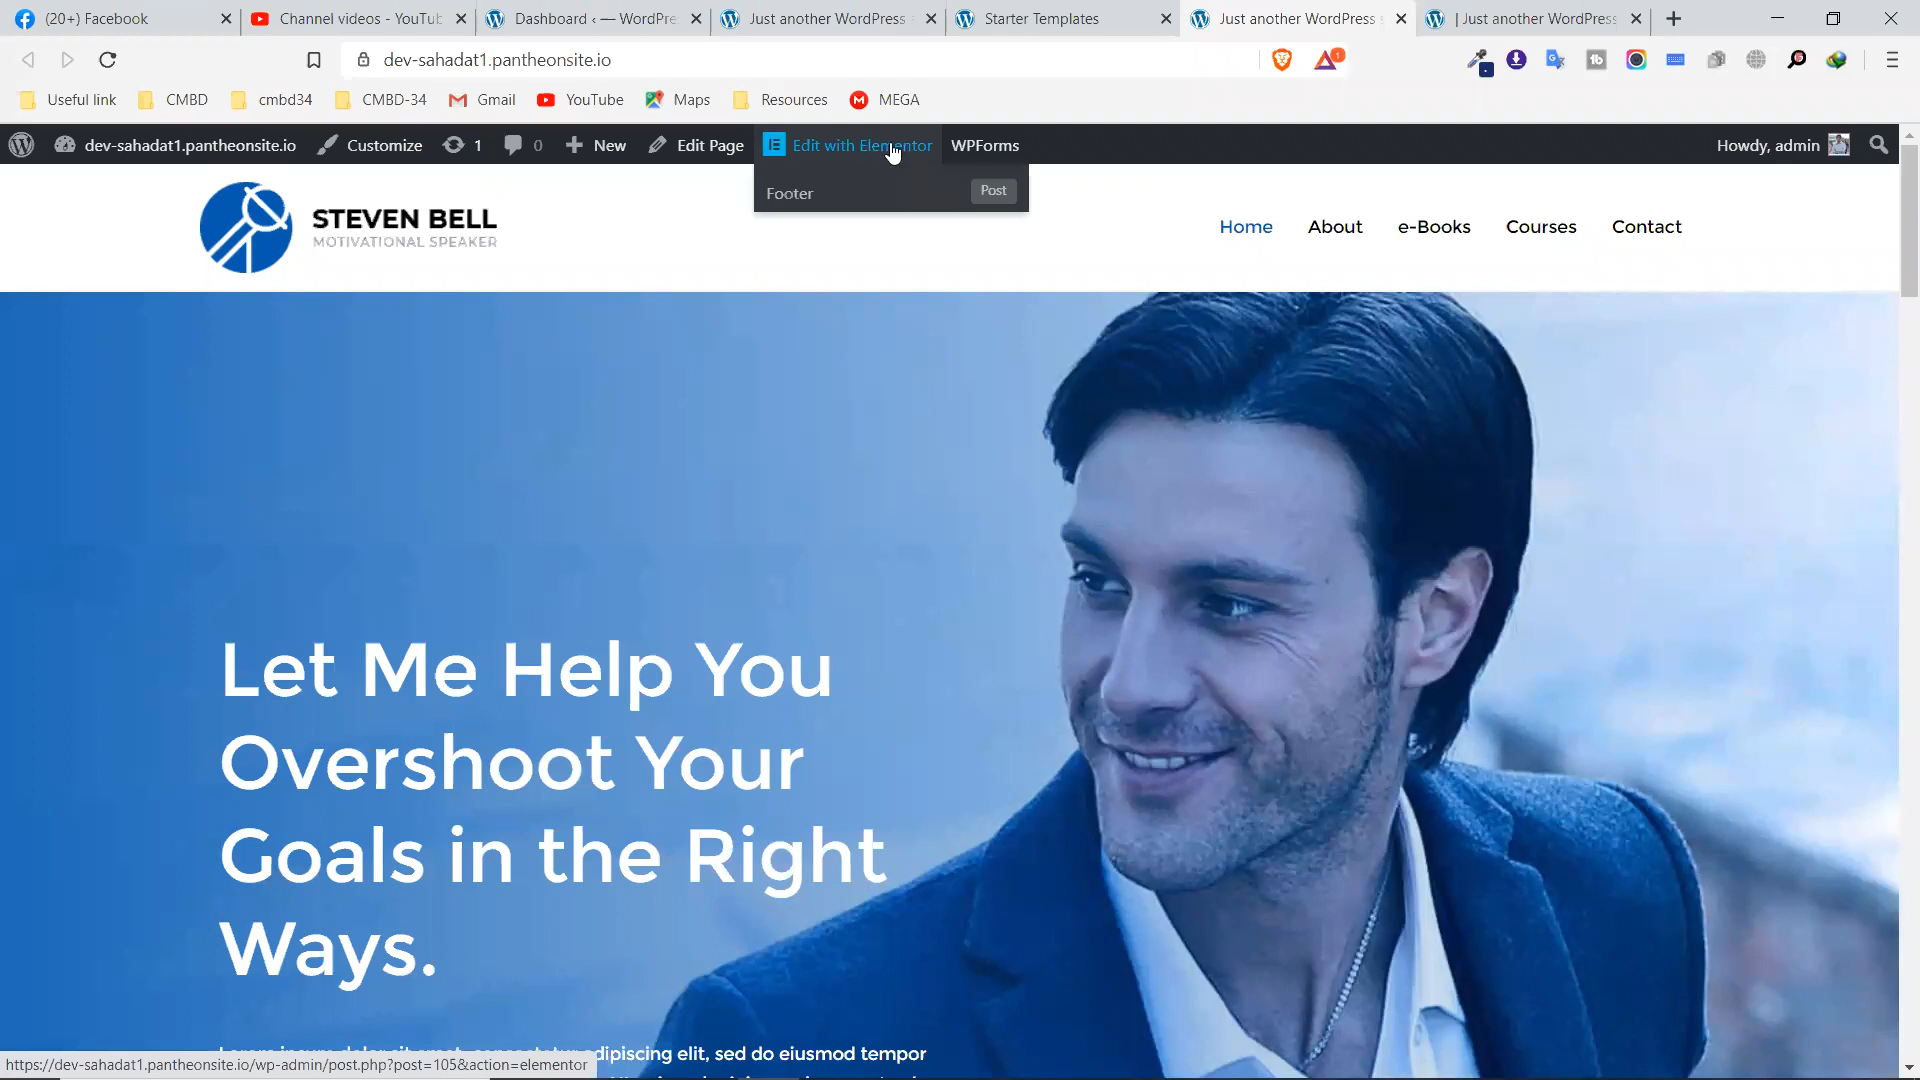 (20+) Facebook
Channel videos - YouTub
Dashboard ‹ — WordPre
Just another WordPress
Starter Templates
Just another WordPress
| Just another WordPress
dev-sahadat1.pantheonsite.io
1
Useful link
CMBD
cmbd34
CMBD-34
Gmail
YouTube
Maps
Resources
MEGA
dev-sahadat1.pantheonsite.io
Customize
1
0
New
Edit Page
Edit with Elementor
WPForms
Howdy, admin
Footer
Post
STEVEN BELL
MOTIVATIONAL SPEAKER
Home
About
e-Books
Courses
Contact
Let Me Help You
Overshoot Your
Goals in the Right
Ways.
adipiscing elit, sed do eiusmod tempor
https://dev-sahadat1.pantheonsite.io/wp-admin/post.php?post=105&action=elementor